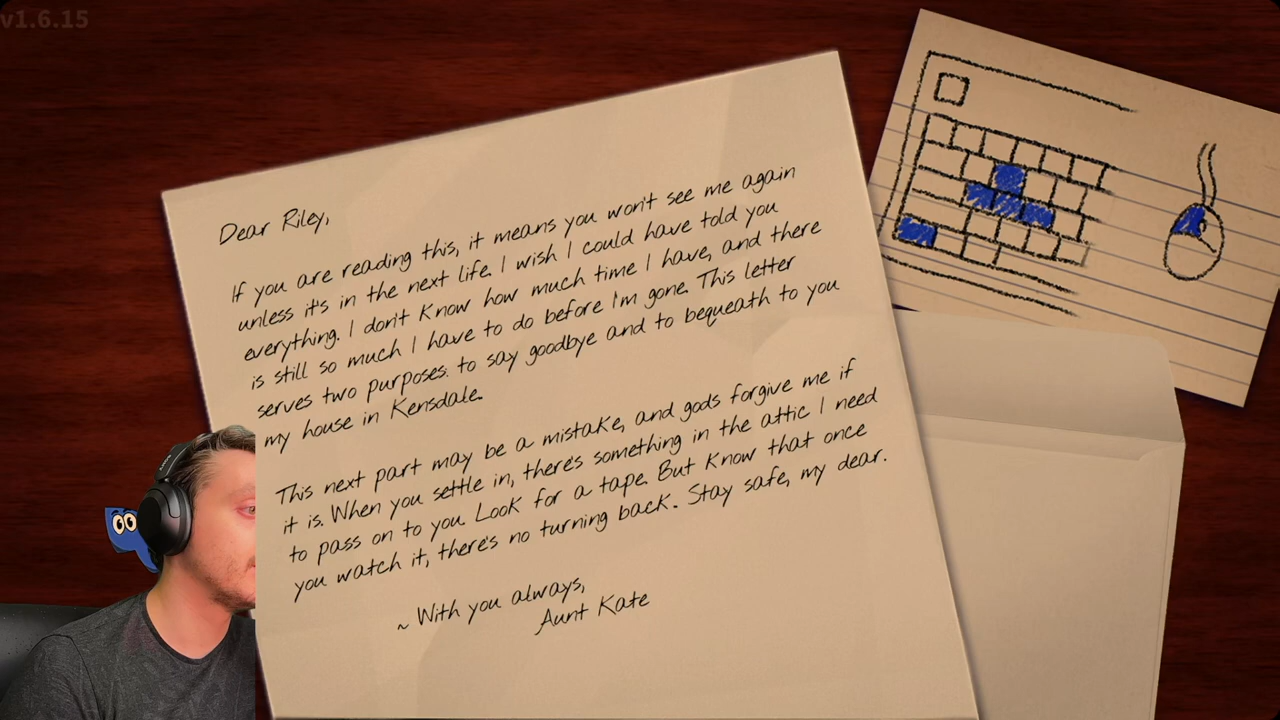 v1.6.15
Dear Riley,
If you are reading this, it means you won't see me again
unless it's in the next life. I wish I could have told you
everything. I don't know how much time I have, and there
is still so much I have to do before I'm gone. This letter
serves two purposes: to say goodbye and to bequeath to you
my house in Kensdale.
This next part may be a mistake, and gods forgive me if
it is. When you settle in, there's something in the attic I need
to pass on to you. Look for a tape. But know that once
you watch it, there's no turning back. Stay safe, my dear.
~ With you always,
Aunt Kate